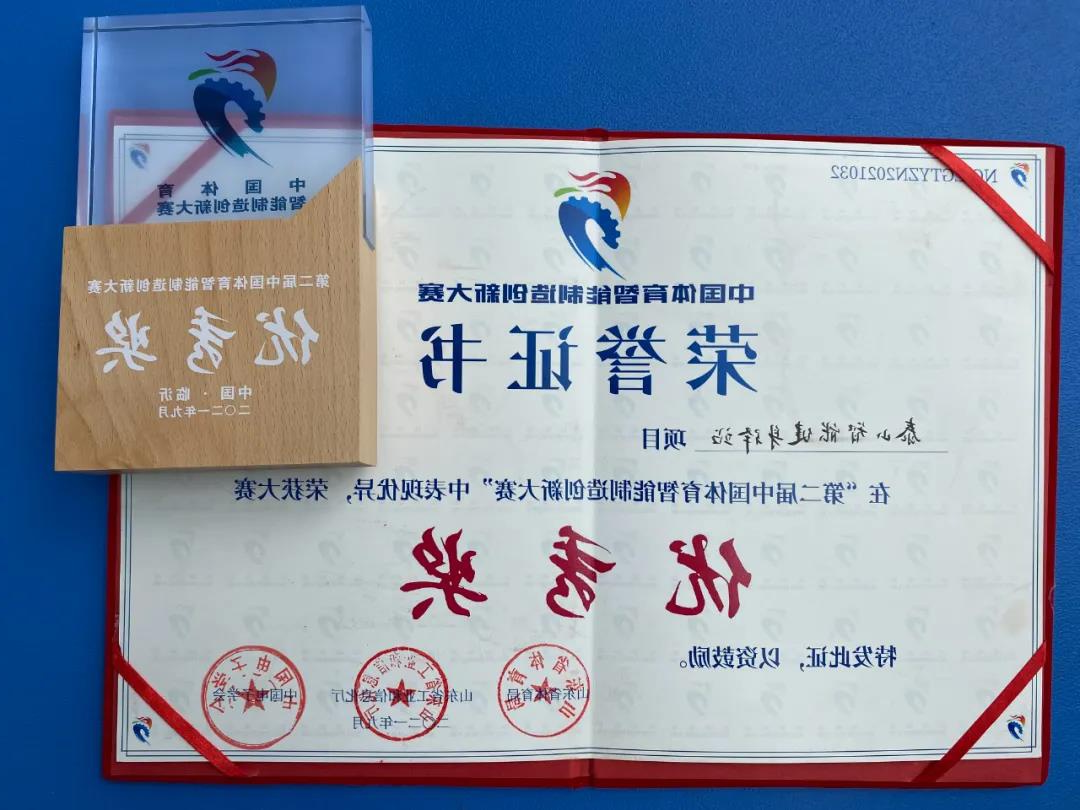 中国体育
智能制造创新大赛
第二届中国体育智能制造创新大赛
优秀奖
中国·临沂
二〇二一年九月
NO:ZGTYZN2021032
中国体育智能制造创新大赛
荣誉证书
泰山智能健身驿站 项目
在“第二届中国体育智能制造创新大赛”中表现优异，荣获大赛
优秀奖
特发此证，以资鼓励。
山东省体育局 山东省工业和信息化厅 中国电子学会
二〇二一年九月